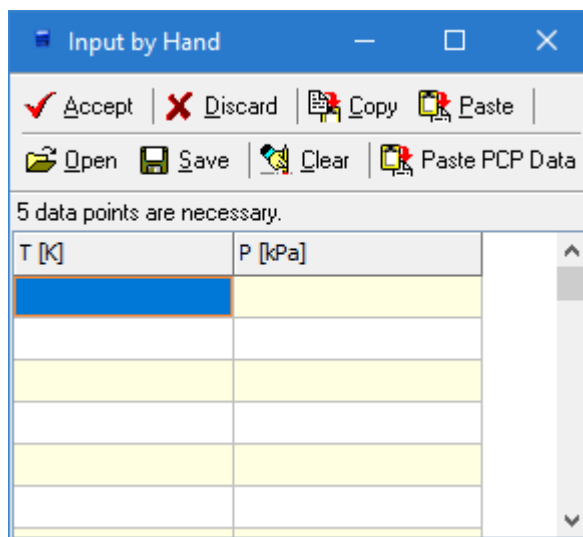 Input by Hand
Accept Discard Copy Paste
Open Save Clear Paste PCP Data
5 data points are necessary.
T [K] P [kPa]